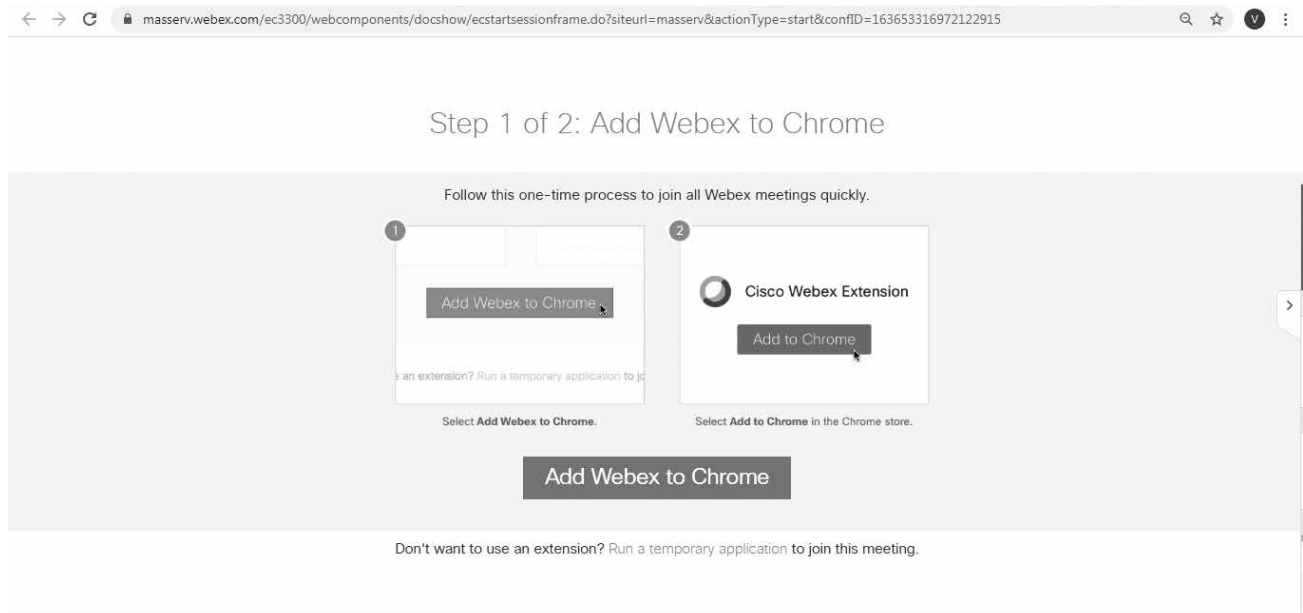 masserv.webex.com/ec3300/webcomponents/docshow/ecstartsessionframe.do?siteurl=masserv&actionType=start&confID=163653316972122915
V
Step 1 of 2: Add Webex to Chrome
Follow this one-time process to join all Webex meetings quickly.
1
Add Webex to Chrome
an extension? Run a temporary application to jo
Select Add Webex to Chrome.
2
Cisco Webex Extension
Add to Chrome
Select Add to Chrome in the Chrome store.
Add Webex to Chrome
Don't want to use an extension? Run a temporary application to join this meeting.